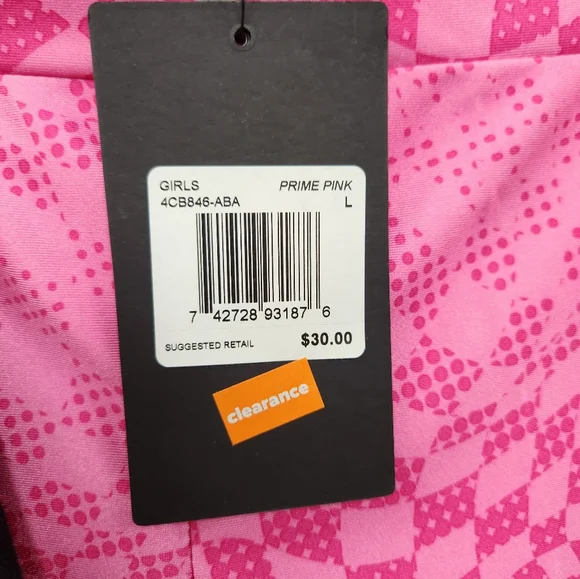 GIRLS PRIME PINK
4CB846-ABA L
7 42728 93187 6
SUGGESTED RETAIL $30.00
clearance